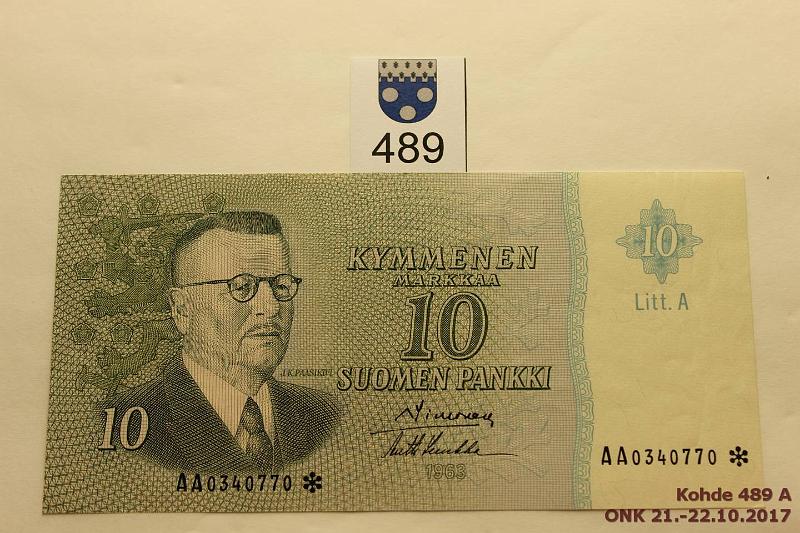 489
KYMMENEN
MARKKAA
10
10
Litt. A
J.K.PAASIKIVI
SUOMEN PANKKI
10
1963
AA0340770 *
AA0340770 *
Kohde 489 A
ONK 21.-22.10.2017